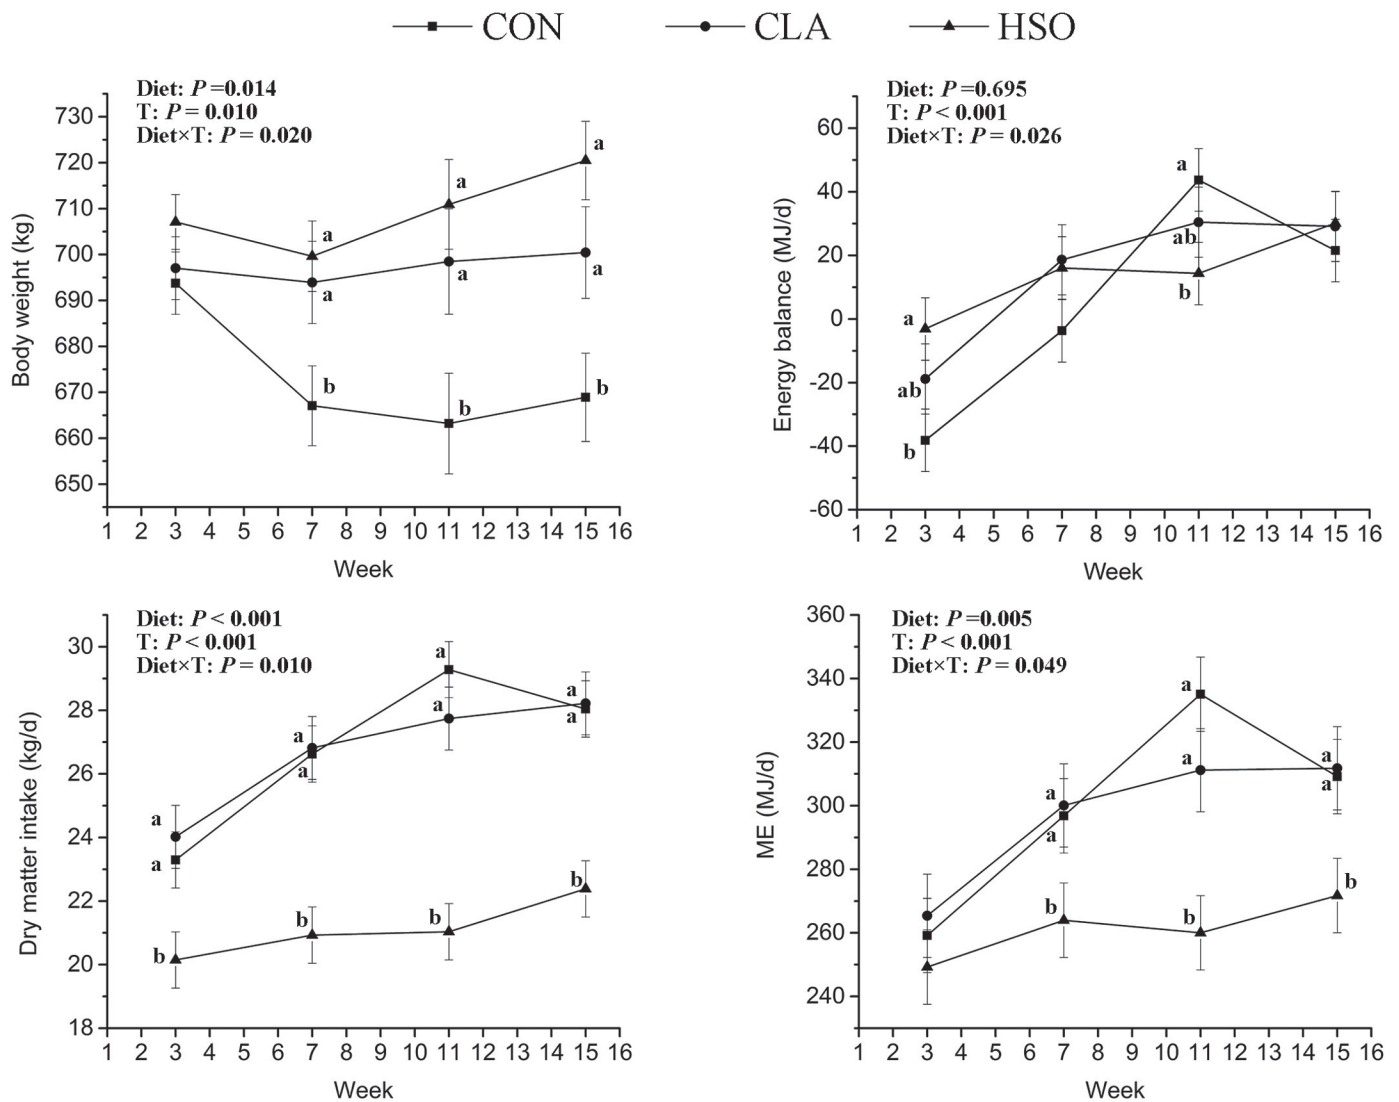 CON CLA HSO
Diet: P =0.014
T: P = 0.010
Diet×T: P = 0.020
730
720
710
700
690
680
670
660
650
Body weight (kg)
a
a
a
a
a
a
b
b
b
1 2 3 4 5 6 7 8 9 10 11 12 13 14 15 16
Week
Diet: P =0.695
T: P < 0.001
Diet×T: P = 0.026
60
40
20
0
-20
-40
-60
Energy balance (MJ/d)
a
ab
b
a
ab
b
1 2 3 4 5 6 7 8 9 10 11 12 13 14 15 16
Week
Diet: P < 0.001
T: P < 0.001
Diet×T: P = 0.010
30
28
26
24
22
20
18
Dry matter intake (kg/d)
a
a
b
a
a
b
a
a
b
a
a
b
1 2 3 4 5 6 7 8 9 10 11 12 13 14 15 16
Week
Diet: P =0.005
T: P < 0.001
Diet×T: P = 0.049
360
340
320
300
280
260
240
ME (MJ/d)
a
a
b
a
a
b
a
a
b
1 2 3 4 5 6 7 8 9 10 11 12 13 14 15 16
Week